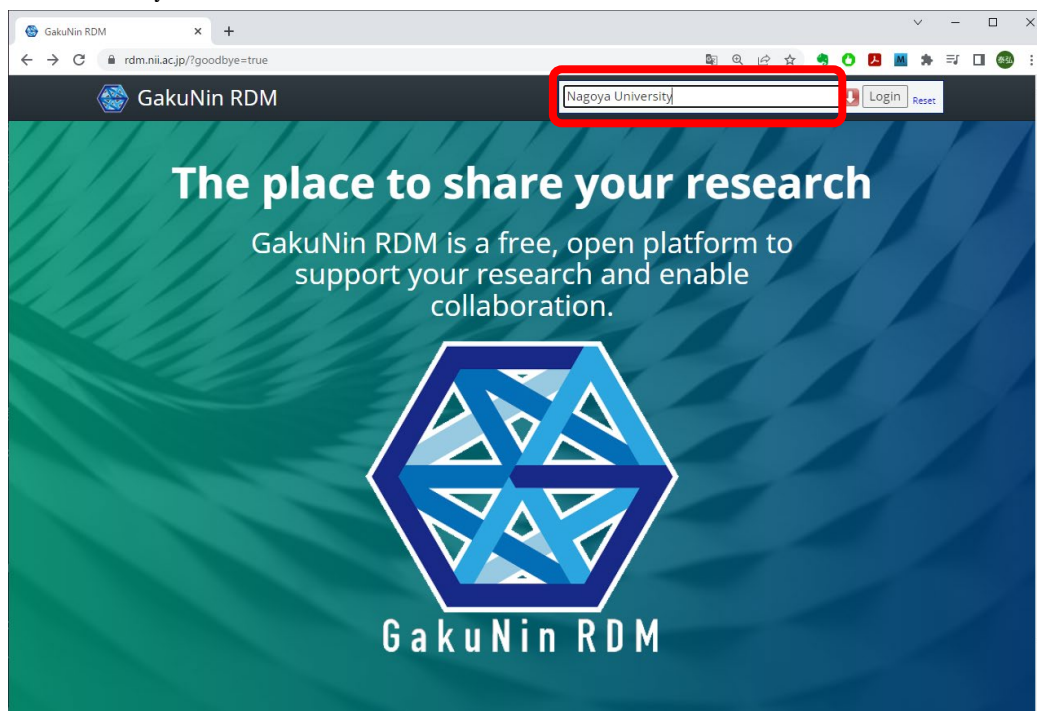 GakuNin RDM
rdm.nii.ac.jp/?goodbye=true
GakuNin RDM
Nagoya University
Login
Reset
The place to share your research
GakuNin RDM is a free, open platform to
support your research and enable
collaboration.
GakuNin RDM